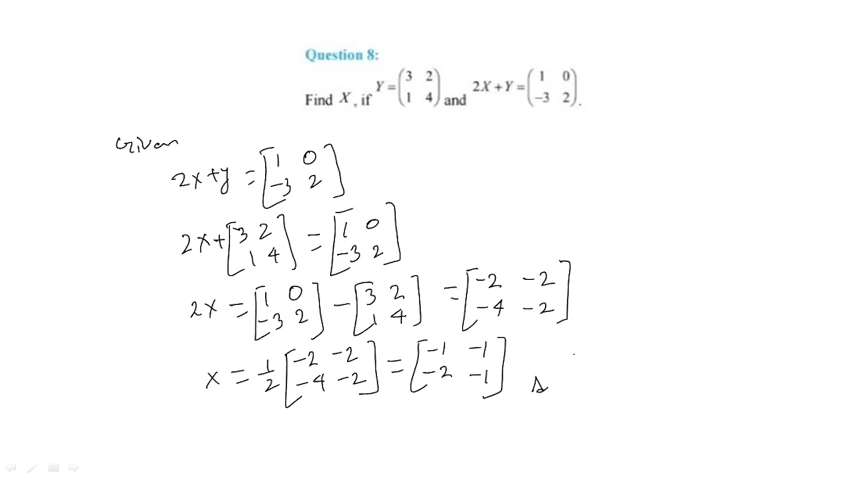 Question 8:
Find X, if Y = (3 2; 1 4) and 2X + Y = (1 0; -3 2).
Given
2x+y = [1 0; -3 2]
2x+[3 2; 1 4] = [1 0; -3 2]
2x = [1 0; -3 2] - [3 2; 1 4] = [-2 -2; -4 -2]
x = 1/2 [-2 -2; -4 -2] = [-1 -1; -2 -1]